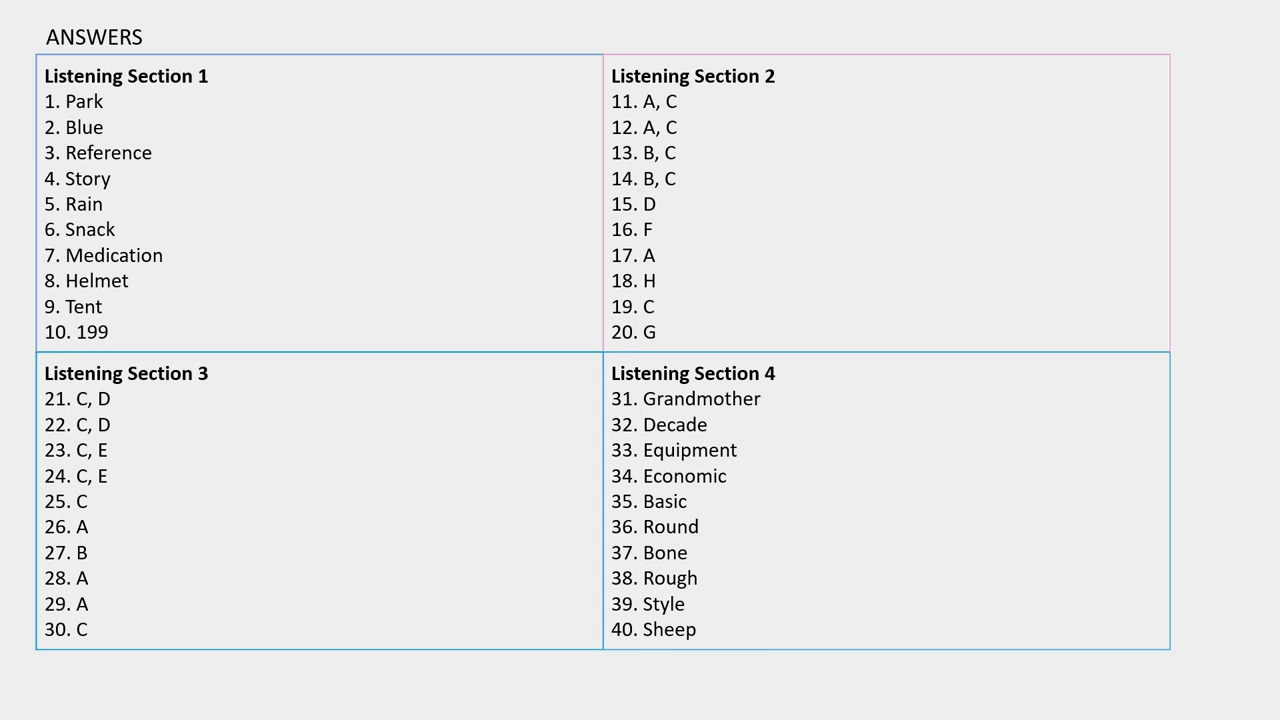 ANSWERS
Listening Section 1
1. Park
2. Blue
3. Reference
4. Story
5. Rain
6. Snack
7. Medication
8. Helmet
9. Tent
10. 199
Listening Section 2
11. A, C
12. A, C
13. B, C
14. B, C
15. D
16. F
17. A
18. H
19. C
20. G
Listening Section 3
21. C, D
22. C, D
23. C, E
24. C, E
25. C
26. A
27. B
28. A
29. A
30. C
Listening Section 4
31. Grandmother
32. Decade
33. Equipment
34. Economic
35. Basic
36. Round
37. Bone
38. Rough
39. Style
40. Sheep